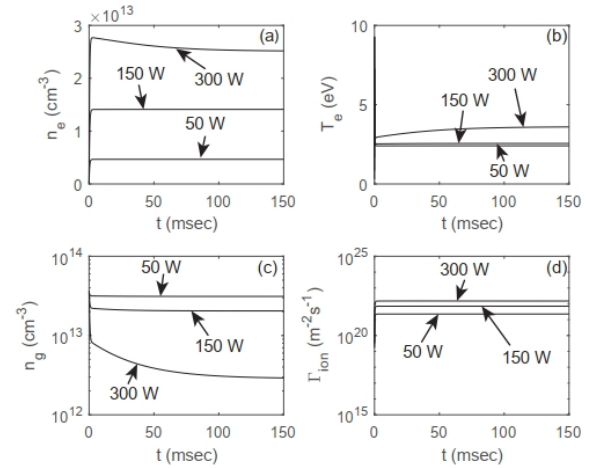 ×10¹³
(a)
3
2
1
0
nₑ (cm⁻³)
150 W
300 W
50 W
0 50 100 150
t (msec)
(b)
10
5
0
Tₑ (eV)
300 W
150 W
50 W
0 50 100 150
t (msec)
(c)
10¹⁴
10¹³
10¹²
n_g (cm⁻³)
50 W
150 W
300 W
0 50 100 150
t (msec)
(d)
10²⁵
10²⁰
10¹⁵
Γ_ion (m⁻²s⁻¹)
300 W
50 W
150 W
0 50 100 150
t (msec)